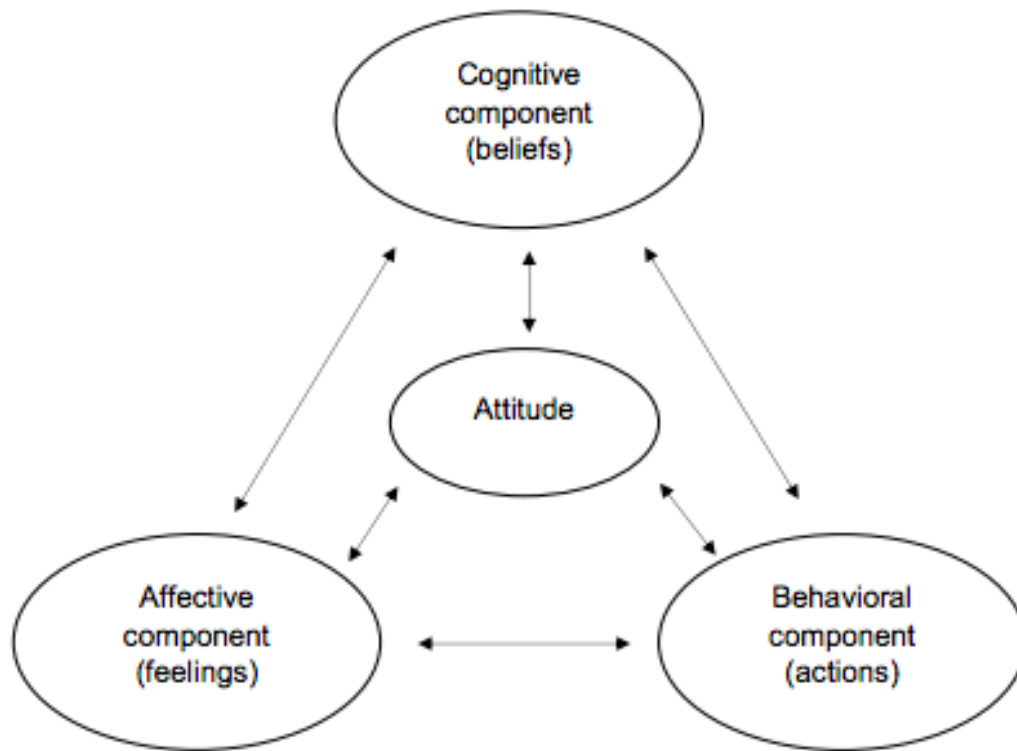 Cognitive
component
(beliefs)
Attitude
Affective
component
(feelings)
Behavioral
component
(actions)